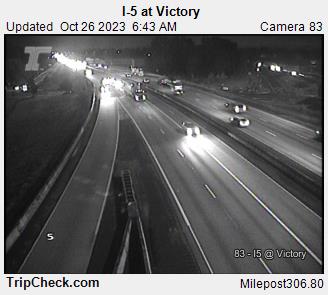 I-5 at Victory
Updated Oct 26 2023 6:43 AM Camera 83
S
83 - I5 @ Victory
TripCheck.com Milepost306.80